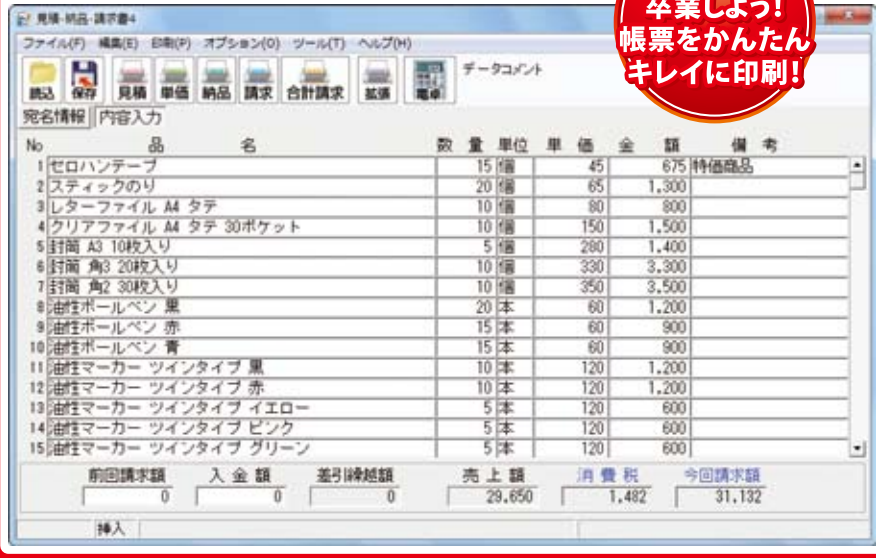 卒業しよう!
帳票をかんたん
キレイに印刷!
見積・納品・請求書4
ファイル(F) 編集(E) 印刷(P) オプション(O) ツール(T) ヘルプ(H)
読込 保存 見積 単価 納品 請求 合計請求 拡張 電卓 データコメント
宛名情報 内容入力
No 品 名 数 量 単位 単 価 金 額 備 考
1 セロハンテープ 15 個 45 675 特価商品
2 スティックのり 20 個 65 1,300
3 レターファイル A4 タテ 10 個 80 800
4 クリアファイル A4 タテ 30ポケット 10 個 150 1,500
5 封筒 A3 10枚入り 5 個 280 1,400
6 封筒 角3 20枚入り 10 個 330 3,300
7 封筒 角2 30枚入り 10 個 350 3,500
8 油性ボールペン 黒 20 本 60 1,200
9 油性ボールペン 赤 15 本 60 900
10 油性ボールペン 青 15 本 60 900
11 油性マーカー ツインタイプ 黒 10 本 120 1,200
12 油性マーカー ツインタイプ 赤 10 本 120 1,200
13 油性マーカー ツインタイプ イエロー 5 本 120 600
14 油性マーカー ツインタイプ ピンク 5 本 120 600
15 油性マーカー ツインタイプ グリーン 5 本 120 600
前回請求額 入 金 額 差引繰越額 売 上 額 消 費 税 今回請求額
0 0 0 29,650 1,482 31,132
挿入